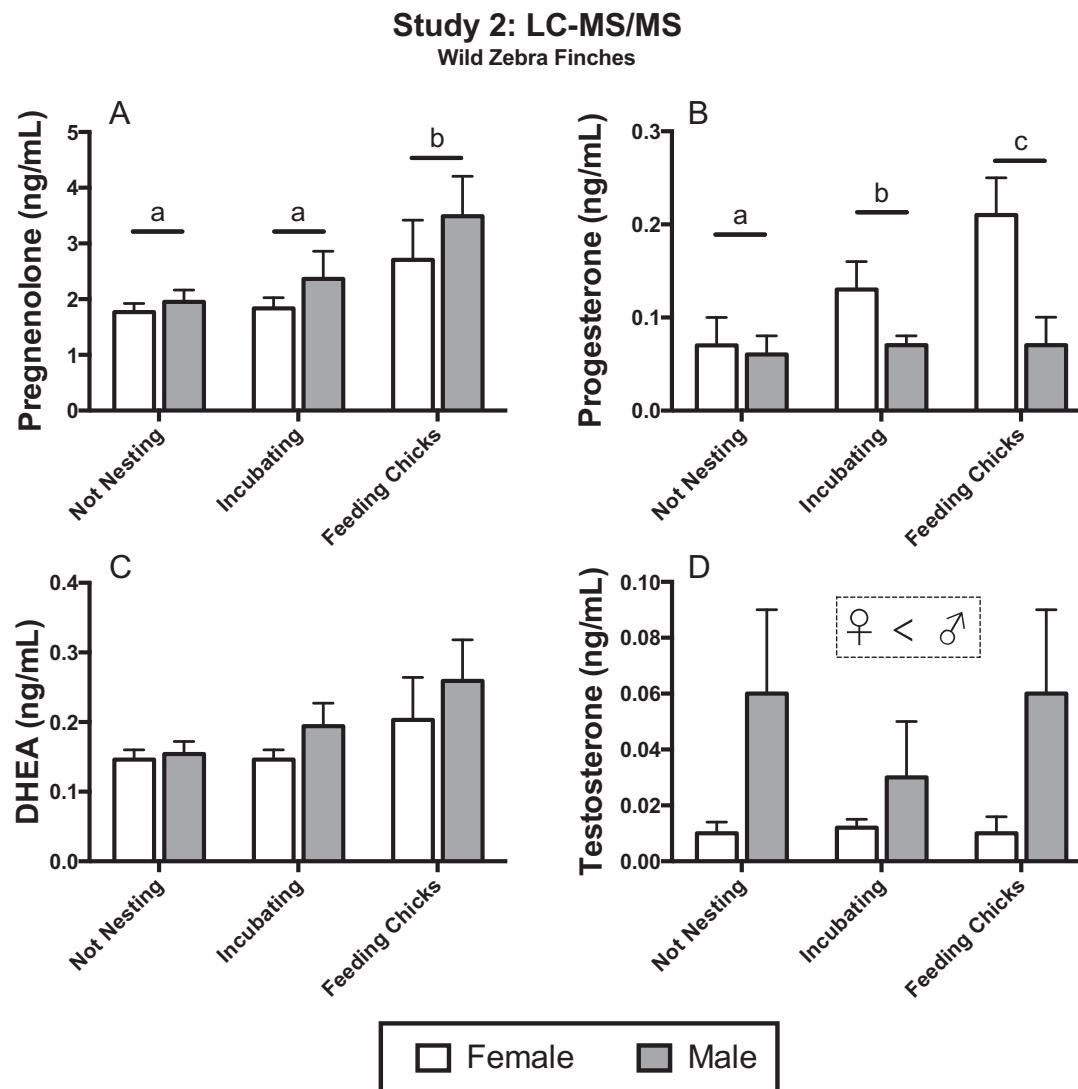 Study 2: LC-MS/MS
Wild Zebra Finches
A
Pregnenolone (ng/mL)
5
4
3
2
1
0
a
a
b
Not Nesting
Incubating
Feeding Chicks
B
Progesterone (ng/mL)
0.3
0.2
0.1
0.0
a
b
c
Not Nesting
Incubating
Feeding Chicks
C
DHEA (ng/mL)
0.4
0.3
0.2
0.1
0.0
Not Nesting
Incubating
Feeding Chicks
D
Testosterone (ng/mL)
0.10
0.08
0.06
0.04
0.02
0.00
♀ < ♂
Not Nesting
Incubating
Feeding Chicks
Female
Male